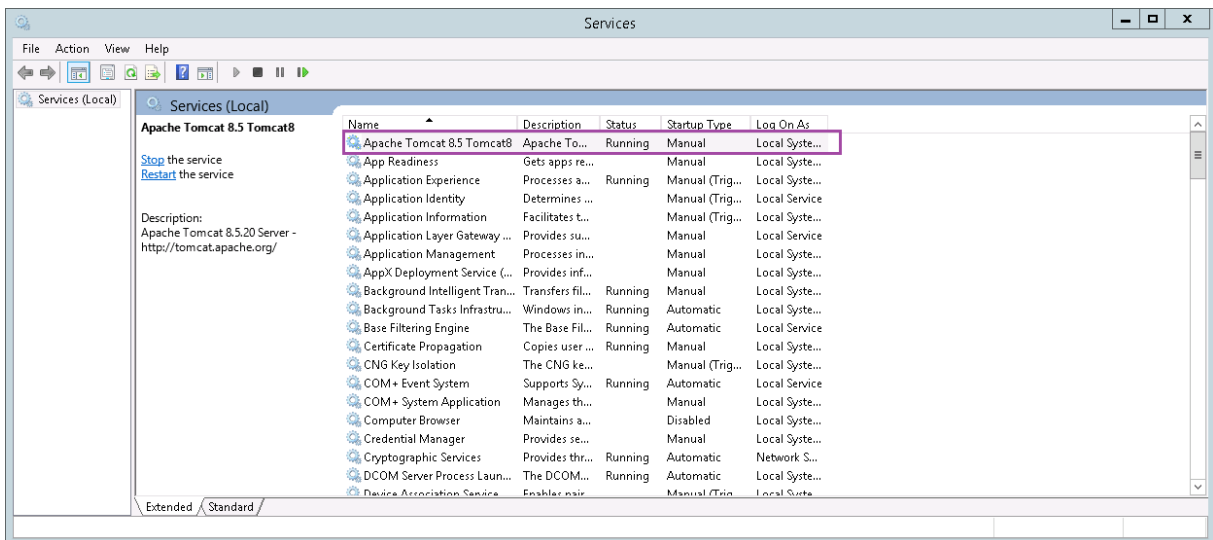 Services
File Action View Help
Services (Local)
Services (Local)
Apache Tomcat 8.5 Tomcat8
Stop the service
Restart the service
Description:
Apache Tomcat 8.5.20 Server -
http://tomcat.apache.org/
Name Description Status Startup Type Log On As
Apache Tomcat 8.5 Tomcat8 Apache To... Running Manual Local Syste...
App Readiness Gets apps re... Manual Local Syste...
Application Experience Processes a... Running Manual (Trig... Local Syste...
Application Identity Determines ... Manual (Trig... Local Service
Application Information Facilitates t... Manual (Trig... Local Syste...
Application Layer Gateway ... Provides su... Manual Local Service
Application Management Processes in... Manual Local Syste...
AppX Deployment Service (... Provides inf... Manual Local Syste...
Background Intelligent Tran... Transfers fil... Running Manual Local Syste...
Background Tasks Infrastru... Windows in... Running Automatic Local Syste...
Base Filtering Engine The Base Fil... Running Automatic Local Service
Certificate Propagation Copies user ... Running Manual Local Syste...
CNG Key Isolation The CNG ke... Manual (Trig... Local Syste...
COM+ Event System Supports Sy... Running Automatic Local Service
COM+ System Application Manages th... Manual Local Syste...
Computer Browser Maintains a... Disabled Local Syste...
Credential Manager Provides se... Manual Local Syste...
Cryptographic Services Provides thr... Running Automatic Network S...
DCOM Server Process Laun... The DCOM... Running Automatic Local Syste...
Device Association Service Enables pair... Manual (Trig... Local Syste...
Extended Standard